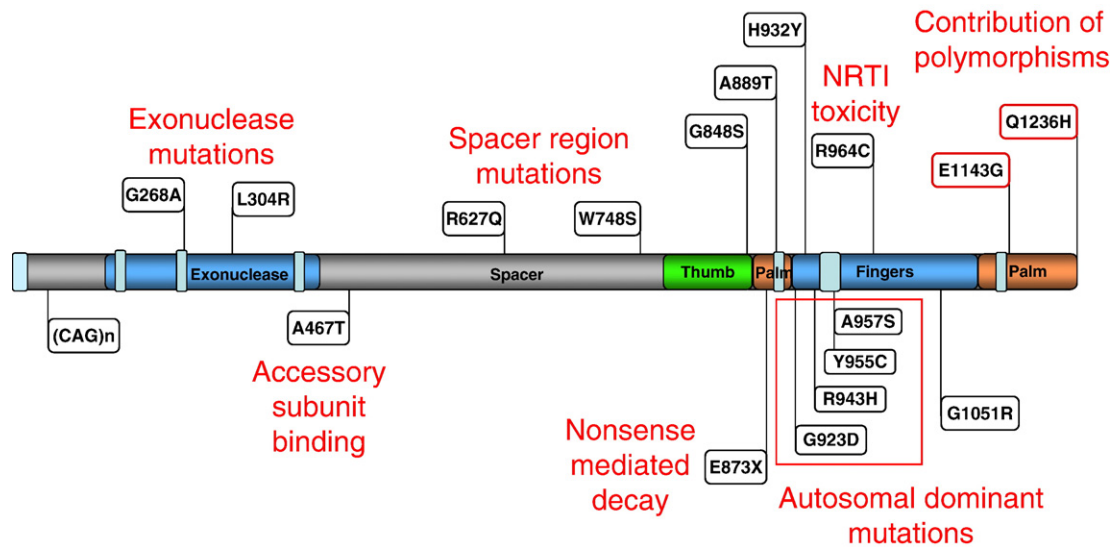 Contribution of
polymorphisms
H932Y
NRTI
toxicity
A889T
Exonuclease
mutations
Spacer region
mutations
G848S
R964C
Q1236H
E1143G
G268A
L304R
R627Q
W748S
Exonuclease
Spacer
Thumb
Palm
Fingers
Palm
(CAG)n
A467T
Accessory
subunit
binding
A957S
Y955C
R943H
G923D
G1051R
Nonsense
mediated
decay
E873X
Autosomal dominant
mutations